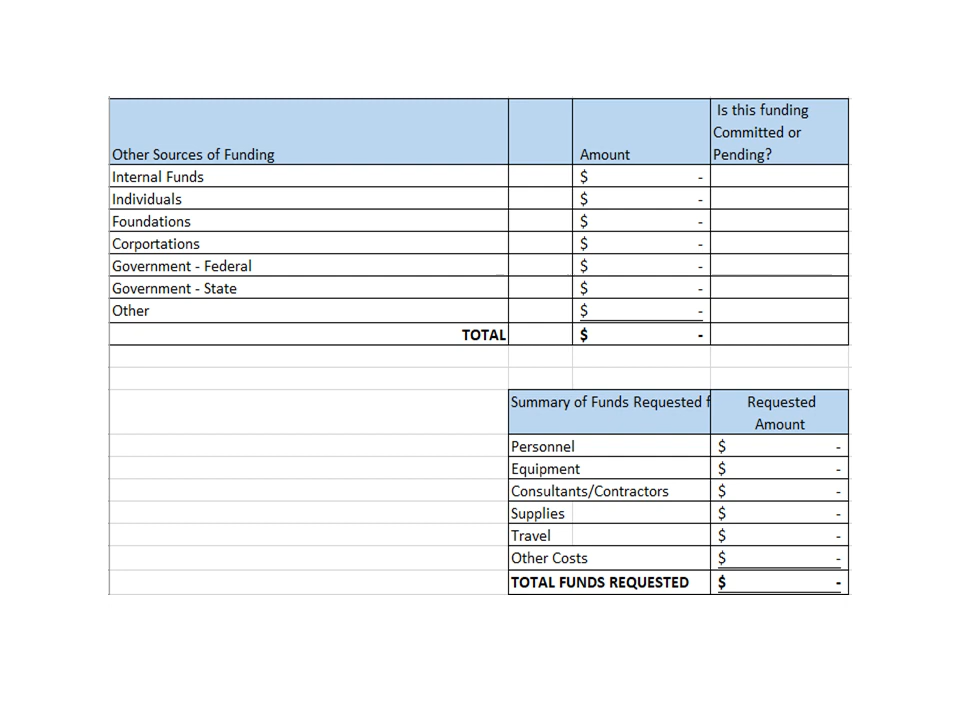 Other Sources of Funding Amount Is this funding
Committed or
Pending?
Internal Funds $ -
Individuals $ -
Foundations $ -
Corportations $ -
Government - Federal $ -
Government - State $ -
Other $ -
TOTAL $ -
Summary of Funds Requested f Requested
Amount
Personnel $ -
Equipment $ -
Consultants/Contractors $ -
Supplies $ -
Travel $ -
Other Costs $ -
TOTAL FUNDS REQUESTED $ -